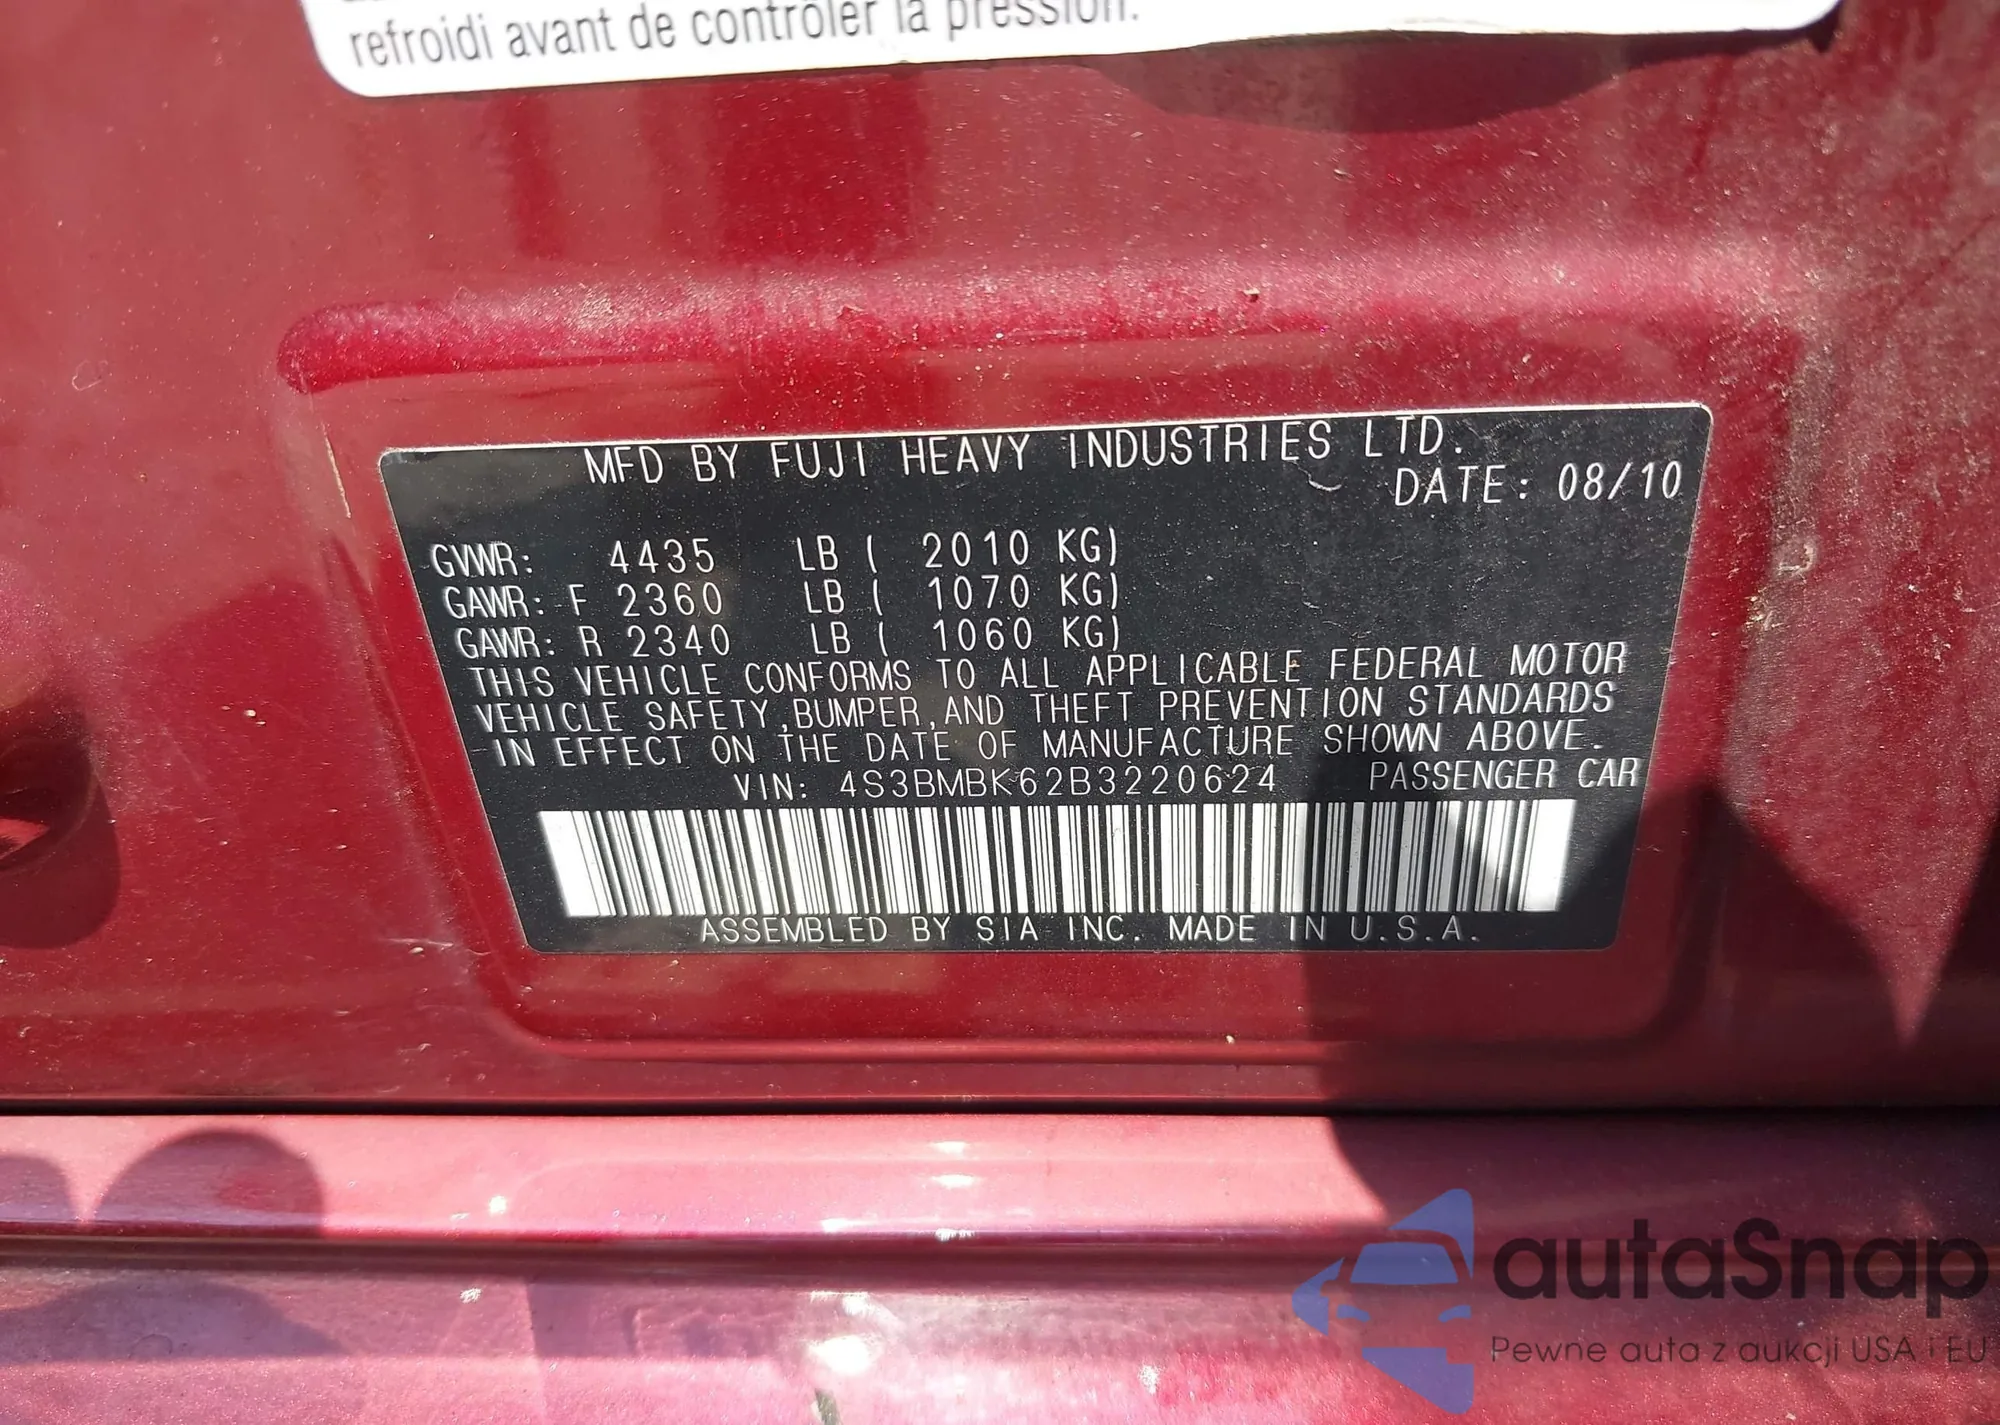 refroidi avant de contrôler la pression.
MFD BY FUJI HEAVY INDUSTRIES LTD.
DATE: 08/10
GVWR: 4435 LB ( 2010 KG)
GAWR: F 2360 LB ( 1070 KG)
GAWR: R 2340 LB ( 1060 KG)
THIS VEHICLE CONFORMS TO ALL APPLICABLE FEDERAL MOTOR
VEHICLE SAFETY,BUMPER,AND THEFT PREVENTION STANDARDS
IN EFFECT ON THE DATE OF MANUFACTURE SHOWN ABOVE.
VIN: 4S3BMBK62B3220624 PASSENGER CAR
ASSEMBLED BY SIA INC. MADE IN U.S.A.
autaSnap
Pewne auta z aukcji USA i EU